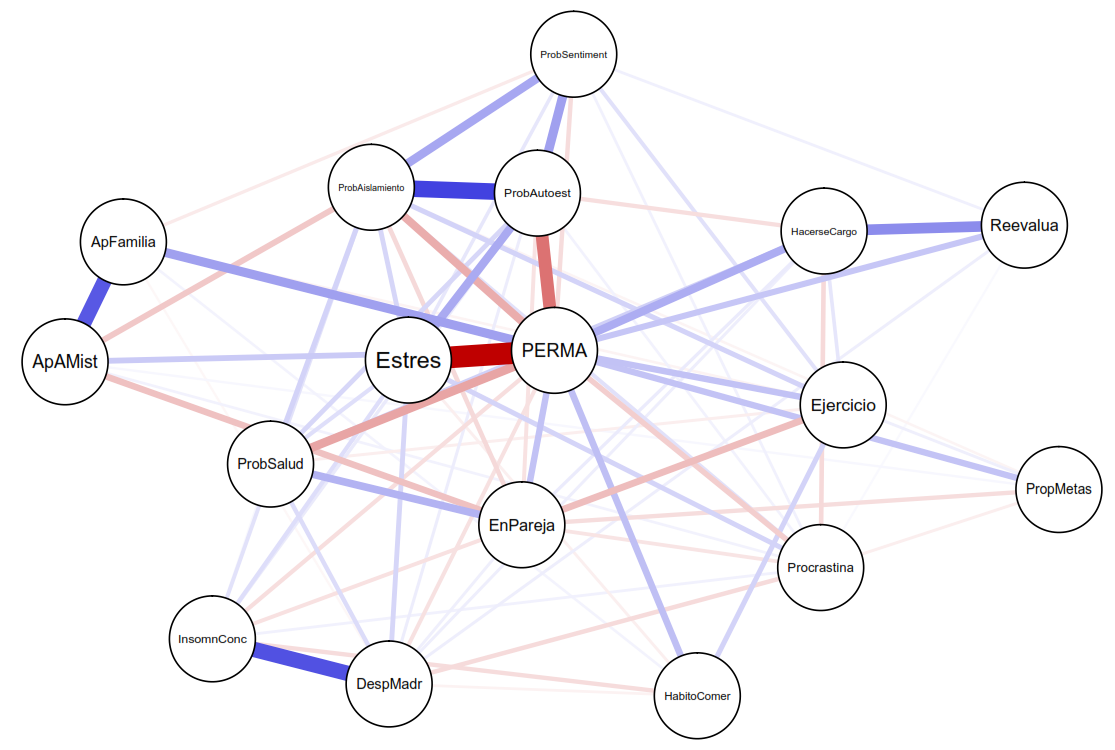 ProbSentiment
ProbAislamiento
ProbAutoest
ApFamilia
HacerseCargo
Reevalua
ApAMist
Estres
PERMA
Ejercicio
ProbSalud
PropMetas
EnPareja
Procrastina
InsomnConc
DespMadr
HabitoComer